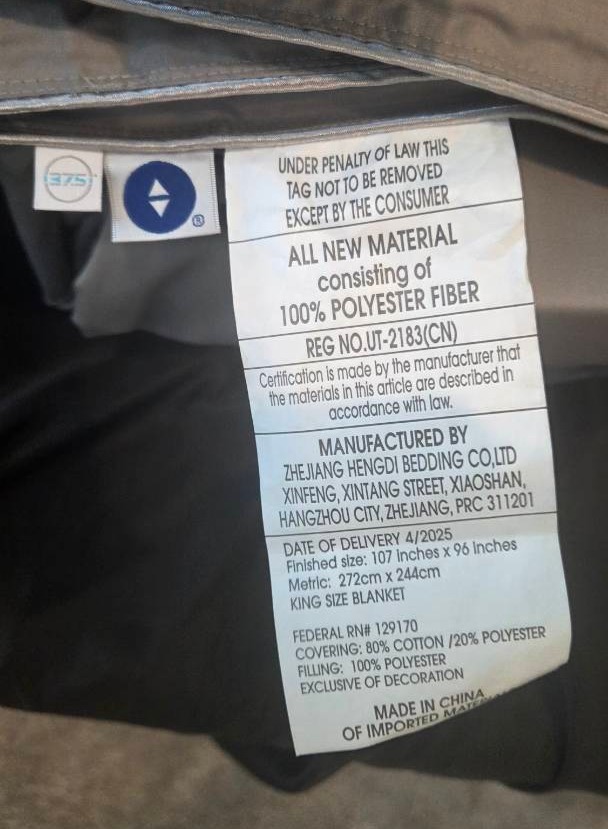 37.5
®
UNDER PENALTY OF LAW THIS
TAG NOT TO BE REMOVED
EXCEPT BY THE CONSUMER
ALL NEW MATERIAL
consisting of
100% POLYESTER FIBER
REG NO.UT-2183(CN)
Certification is made by the manufacturer that
the materials in this article are described in
accordance with law.
MANUFACTURED BY
ZHEJIANG HENGDI BEDDING CO,LTD
XINFENG, XINTANG STREET, XIAOSHAN,
HANGZHOU CITY, ZHEJIANG, PRC 311201
DATE OF DELIVERY 4/2025
Finished size: 107 Inches x 96 Inches
Metric: 272cm x 244cm
KING SIZE BLANKET
FEDERAL RN# 129170
COVERING: 80% COTTON /20% POLYESTER
FILLING: 100% POLYESTER
EXCLUSIVE OF DECORATION
MADE IN CHINA
OF IMPORTED MATERIAL